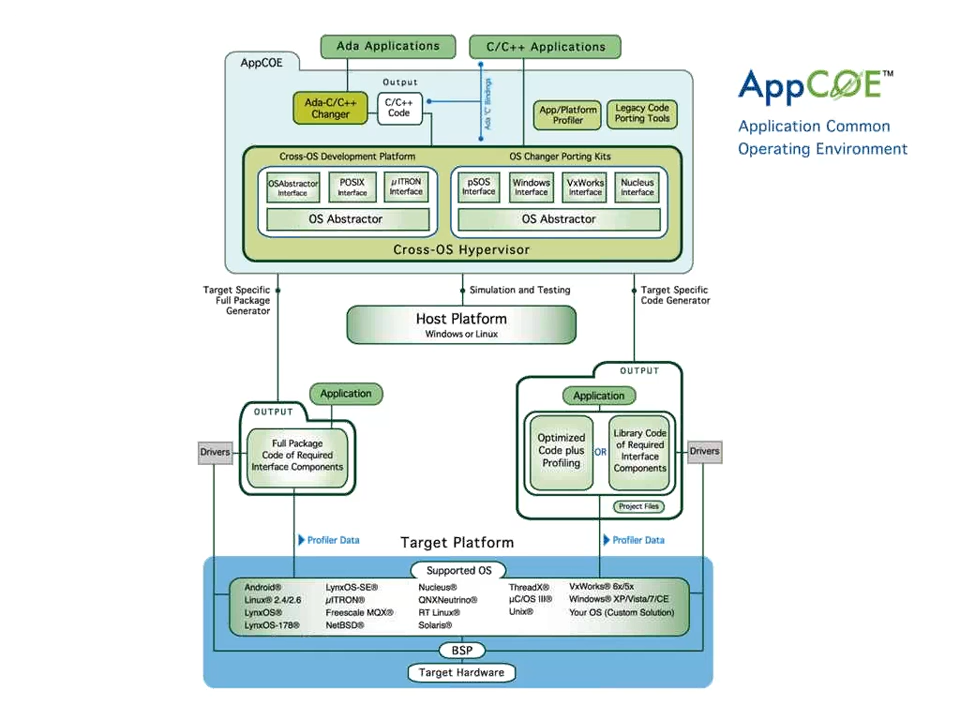 Ada Applications
C/C++ Applications
AppCOE
AppCOE™
Application Common
Operating Environment
Output
Ada-C/C++
Changer
C/C++
Code
Ada 'C' Bindings
App/Platform
Profiler
Legacy Code
Porting Tools
Cross-OS Development Platform
OS Changer Porting Kits
OSAbstractor
Interface
POSIX
Interface
µITRON
Interface
pSOS
Interface
Windows
Interface
VxWorks
Interface
Nucleus
Interface
OS Abstractor
OS Abstractor
Cross-OS Hypervisor
Target Specific
Full Package
Generator
Simulation and Testing
Target Specific
Code Generator
Host Platform
Windows or Linux
OUTPUT
Application
OUTPUT
Application
Drivers
Full Package
Code of Required
Interface Components
Optimized
Code plus
Profiling
OR
Library Code
of Required
Interface
Components
Drivers
Project Files
Profiler Data
Target Platform
Profiler Data
Supported OS
Android®
Linux® 2.4/2.6
LynxOS®
LynxOS-178®
LynxOS-SE®
µITRON®
Freescale MQX®
NetBSD®
Nucleus®
QNXNeutrino®
RT Linux®
Solaris®
ThreadX®
µC/OS III®
Unix®
VxWorks® 6x/5x
Windows® XP/Vista/7/CE
Your OS (Custom Solution)
BSP
Target Hardware